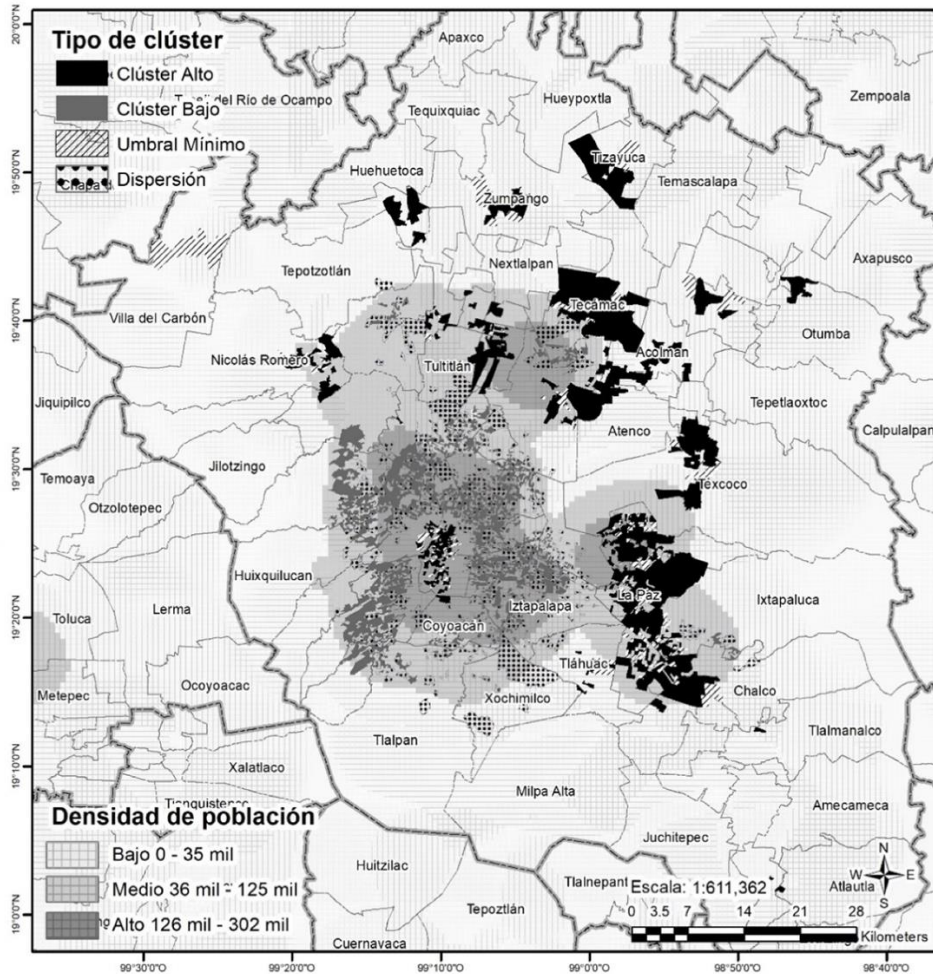 20°0'0"N
Apaxco
Tipo de clúster
Clúster Alto
Clúster Bajo
Umbral Mínimo
Dispersión
del Río de Ocampo
Hueypoxtla
Zempoala
Tequixquiac
19°50'0"N
Huehuetoca
Tizayuca
Temascalapa
Zumpango
Axapusco
Nextlalpan
Tepotzotlán
19°40'0"N
Villa del Carbón
Tecámac
Otumba
Nicolás Romero
Tultitlán
Acolman
Jiquipilco
Tepetlaoxtoc
Atenco
Calpulalpan
19°30'0"N
Jilotzingo
Temoaya
Texcoco
Otzolotepec
Huixquilucan
19°20'0"N
Toluca
Lerma
Iztapalapa
La Paz
Ixtapaluca
Coyoacán
Tláhuac
Metepec
Ocoyoacac
Xochimilco
Chalco
Tlalpan
Tlalmanalco
19°10'0"N
Xalatlaco
Milpa Alta
Tianquistenco
Amecameca
Densidad de población
Bajo 0 - 35 mil
Medio 36 mil - 125 mil
Alto 126 mil - 302 mil
Juchitepec
Huitzilac
N
W E
S
Atlautla
Escala: 1:611,362
0 3.5 7 14 21 28
Kilometers
19°0'0"N
Tepoztlán
Cuernavaca
99°30'0"O 99°20'0"O 99°10'0"O 99°0'0"O 98°50'0"O 98°40'0"O